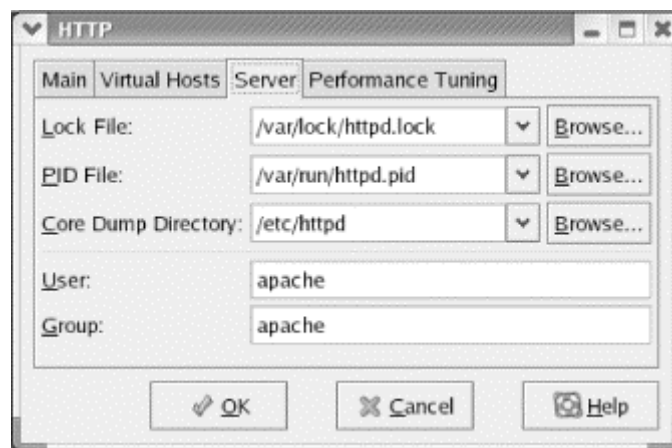 HTTP
Main Virtual Hosts Server Performance Tuning
Lock File: /var/lock/httpd.lock Browse...
PID File: /var/run/httpd.pid Browse...
Core Dump Directory: /etc/httpd Browse...
User: apache
Group: apache
OK Cancel Help